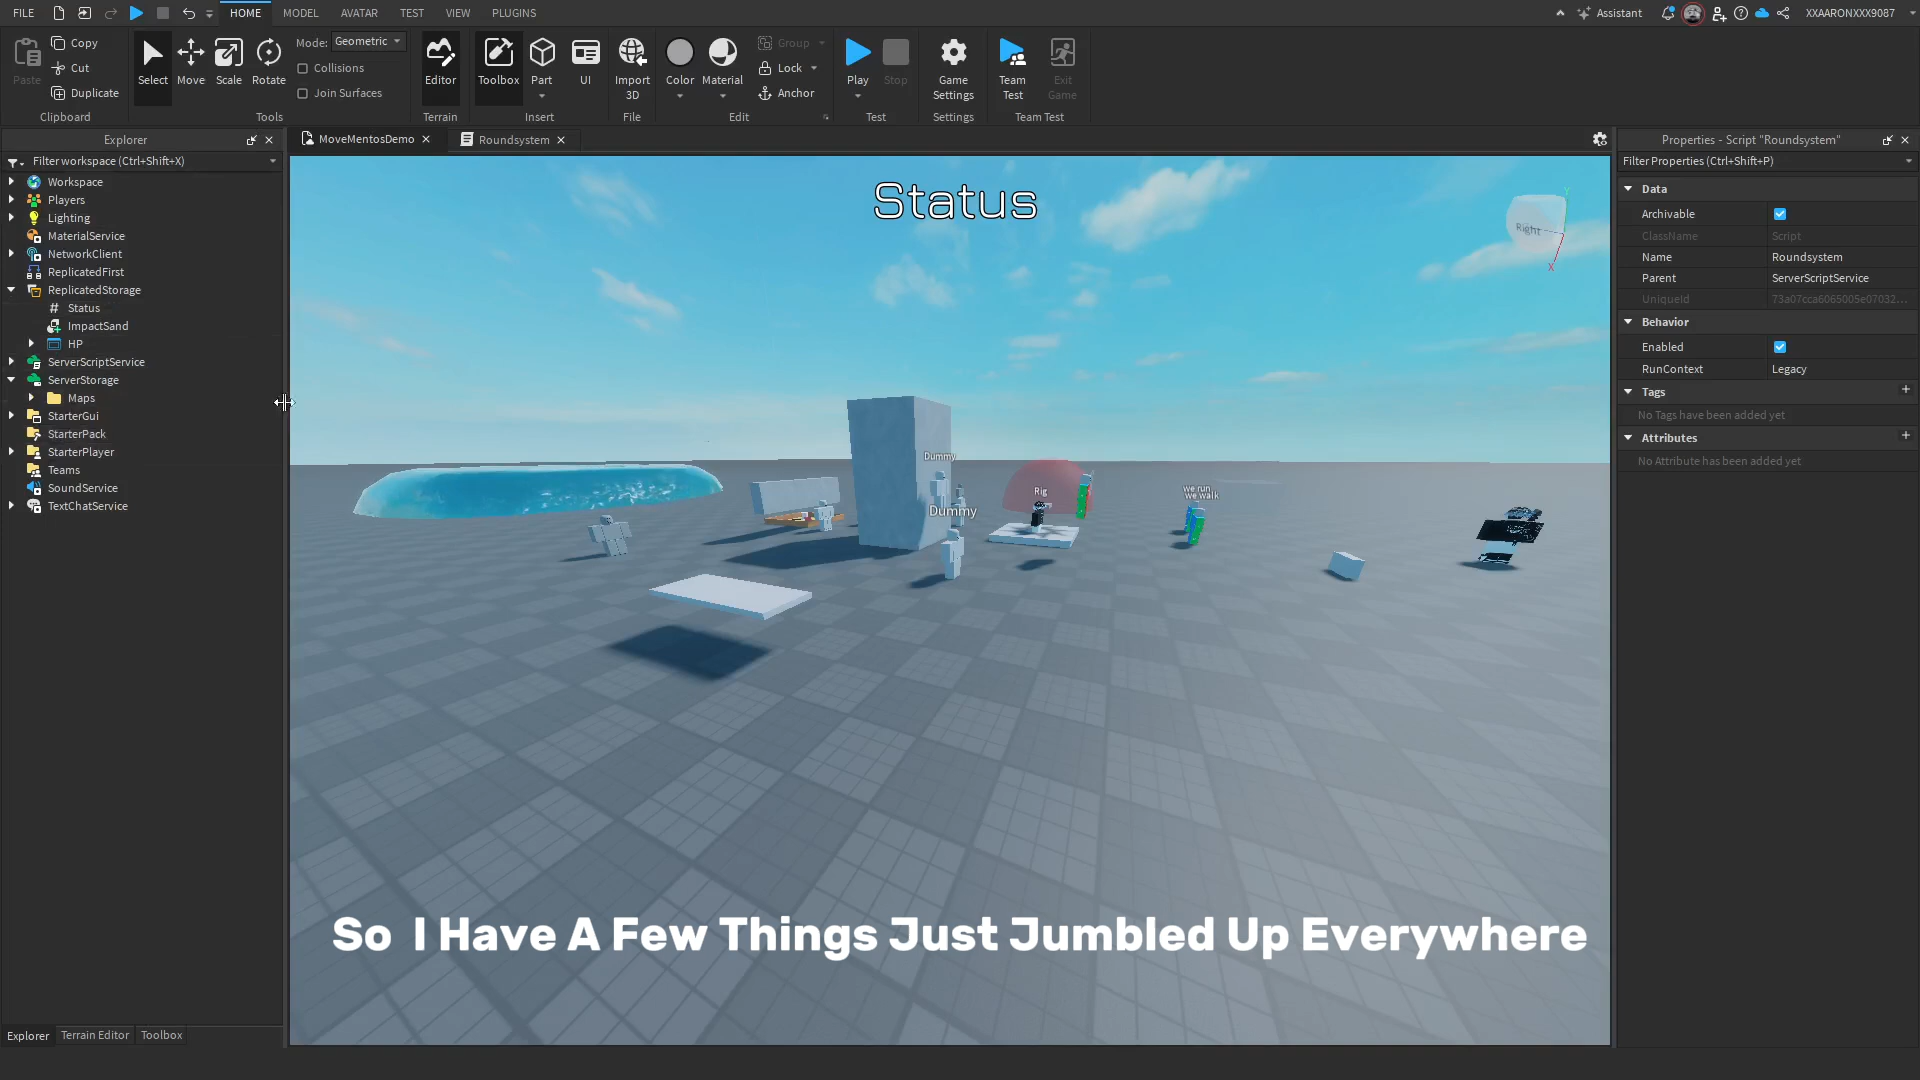 FILE HOME MODEL AVATAR TEST VIEW PLUGINS Assistant XXAARONXXX9087
Paste Copy Cut Duplicate Clipboard
Select Move Scale Rotate Mode: Geometric Collisions Join Surfaces Tools
Editor Terrain
Toolbox Part UI Insert
Import 3D File
Color Material Group Lock Anchor Edit
Play Stop Test
Game Settings Settings
Team Test Exit Game Team Test
Explorer
Filter workspace (Ctrl+Shift+X)
Workspace
Players
Lighting
MaterialService
NetworkClient
ReplicatedFirst
ReplicatedStorage
Status
ImpactSand
HP
ServerScriptService
ServerStorage
Maps
StarterGui
StarterPack
StarterPlayer
Teams
SoundService
TextChatService
Explorer Terrain Editor Toolbox
MoveMentosDemo Roundsystem
Status
Right
Y
X
Dummy
Rig
we run
we walk
Dummy
So I Have A Few Things Just Jumbled Up Everywhere
Properties - Script "Roundsystem"
Filter Properties (Ctrl+Shift+P)
Data
Archivable
ClassName Script
Name Roundsystem
Parent ServerScriptService
UniqueId 73a07cca6065005e07032...
Behavior
Enabled
RunContext Legacy
Tags
No Tags have been added yet
Attributes
No Attribute has been added yet